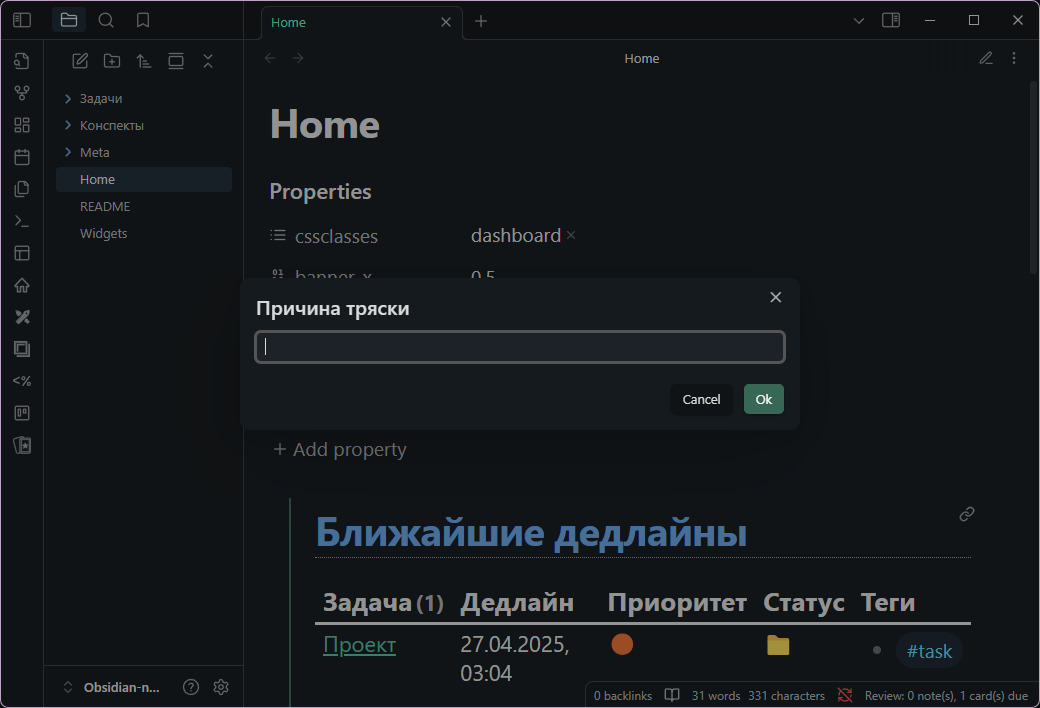 Home
Home
Задачи
Конспекты
Meta
Home
README
Widgets
Home
Properties
cssclasses
dashboard
banner_x
0.5
Причина тряски
Cancel
Ok
+ Add property
Ближайшие дедлайны
Задача (1) Дедлайн Приоритет Статус Теги
Проект 27.04.2025, #task
03:04
Obsidian-n...
0 backlinks 31 words 331 characters Review: 0 note(s), 1 card(s) due